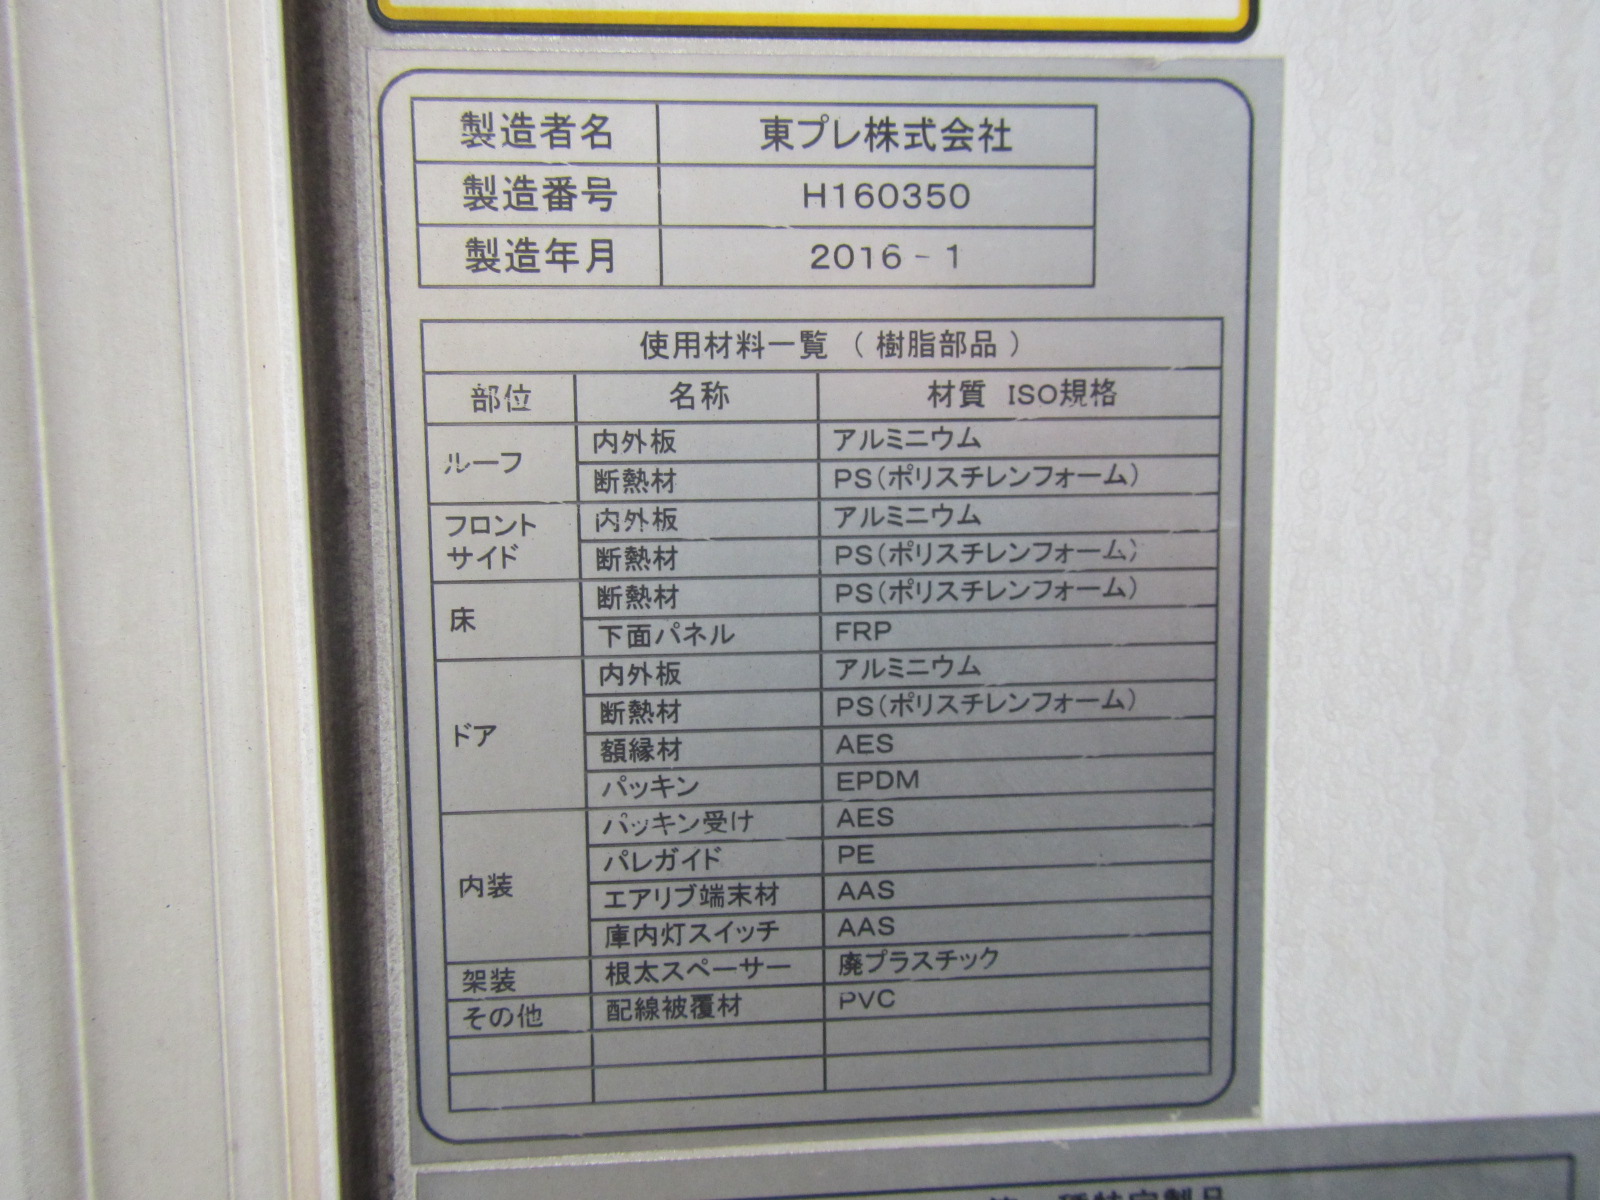 製造者名 東プレ株式会社
製造番号 H160350
製造年月 2016 - 1
使用材料一覧 ( 樹脂部品 )
部位 名称 材質 ISO規格
ルーフ 内外板 アルミニウム
断熱材 PS(ポリスチレンフォーム)
フロント
サイド 内外板 アルミニウム
断熱材 PS(ポリスチレンフォーム)
床 断熱材 PS(ポリスチレンフォーム)
下面パネル FRP
ドア 内外板 アルミニウム
断熱材 PS(ポリスチレンフォーム)
額縁材 AES
パッキン EPDM
内装 パッキン受け AES
パレガイド PE
エアリブ端末材 AAS
庫内灯スイッチ AAS
架装 根太スペーサー 廃プラスチック
その他 配線被覆材 PVC